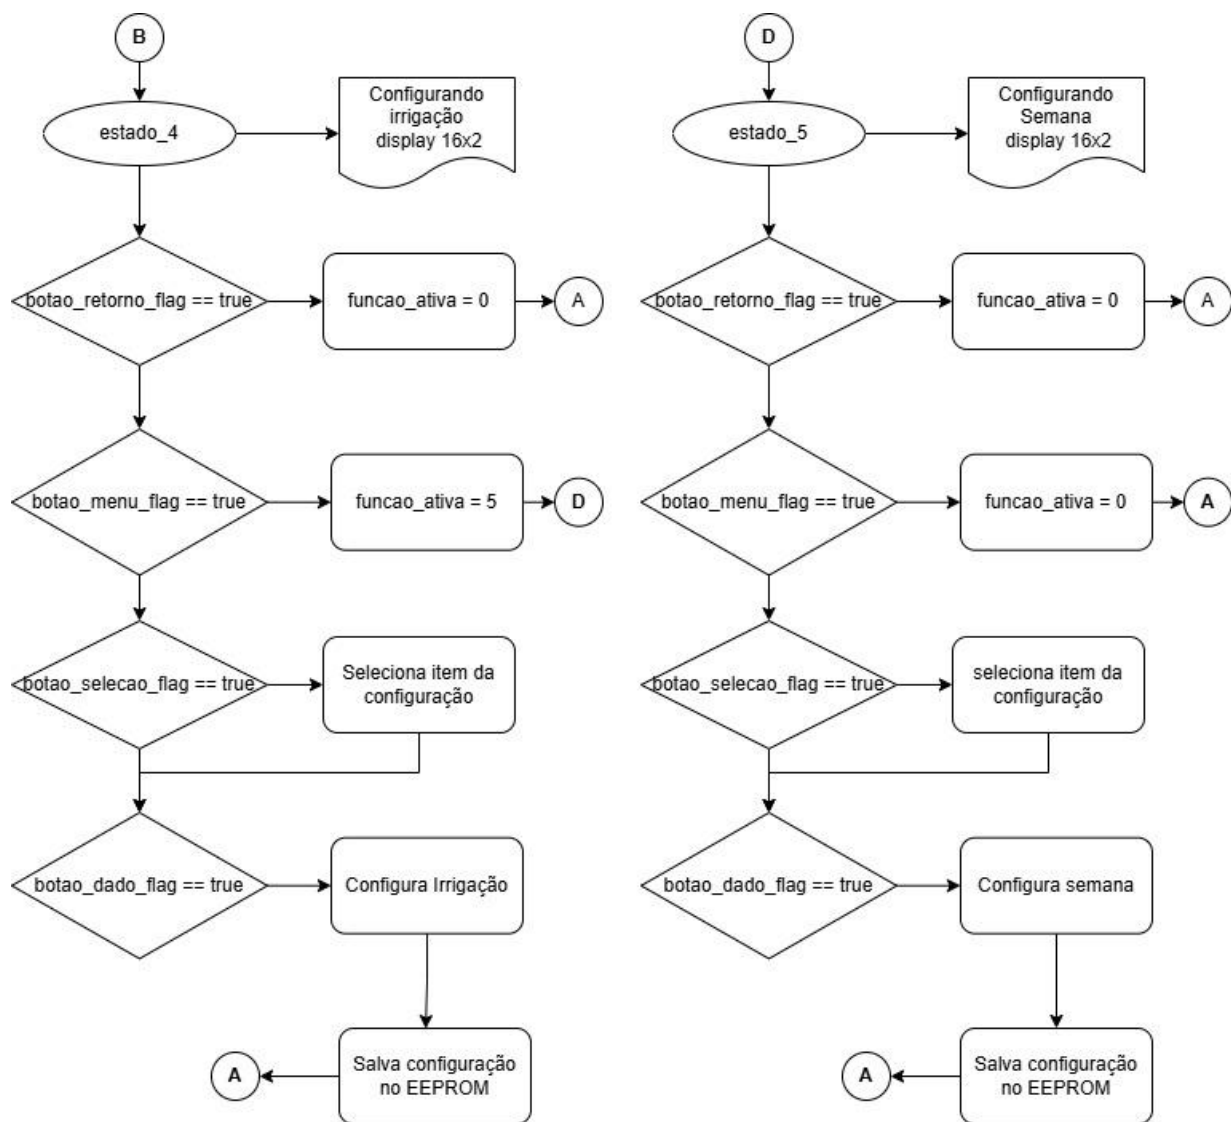 B
estado_4
Configurando
irrigação
display 16x2
botao_retorno_flag == true
funcao_ativa = 0
A
botao_menu_flag == true
funcao_ativa = 5
D
botao_selecao_flag == true
Seleciona item da
configuração
botao_dado_flag == true
Configura Irrigação
Salva configuração
no EEPROM
A
D
estado_5
Configurando
Semana
display 16x2
botao_retorno_flag == true
funcao_ativa = 0
A
botao_menu_flag == true
funcao_ativa = 0
A
botao_selecao_flag == true
seleciona item da
configuração
botao_dado_flag == true
Configura semana
Salva configuração
no EEPROM
A